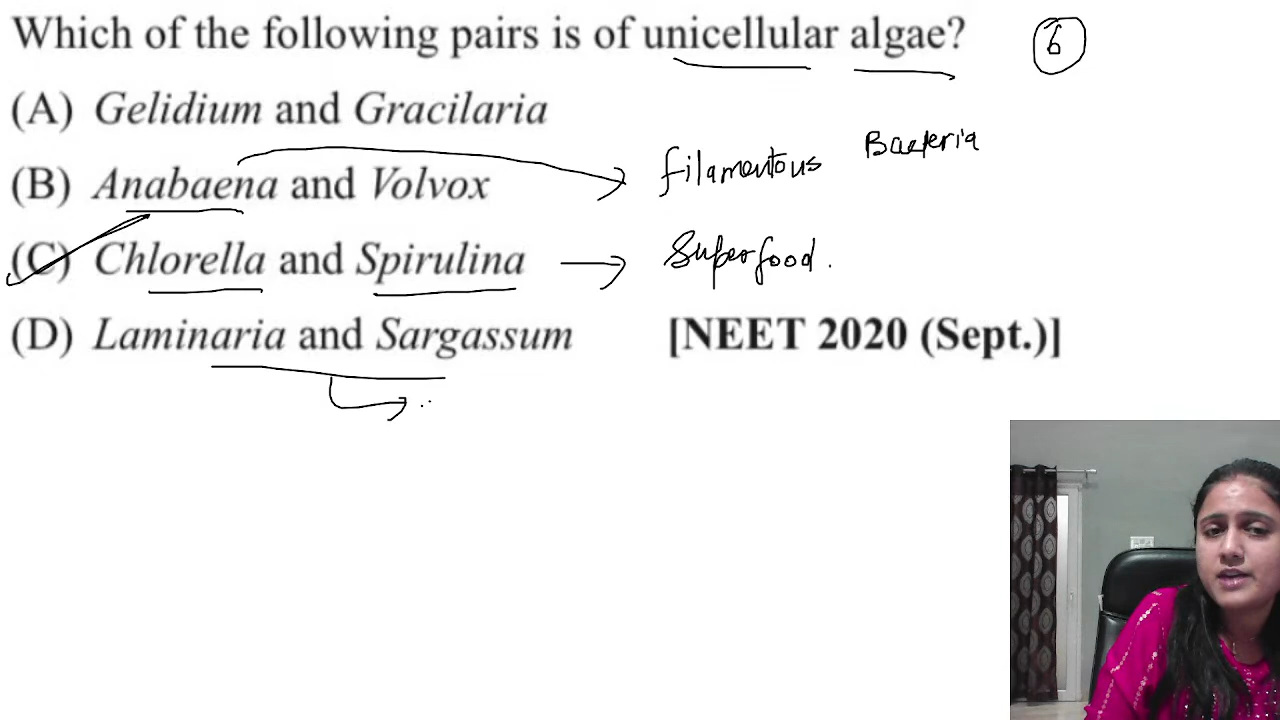 Which of the following pairs is of unicellular algae? 6
(A) Gelidium and Gracilaria
(B) Anabaena and Volvox filamentous Bacteria
(C) Chlorella and Spirulina Superfood.
(D) Laminaria and Sargassum [NEET 2020 (Sept.)]